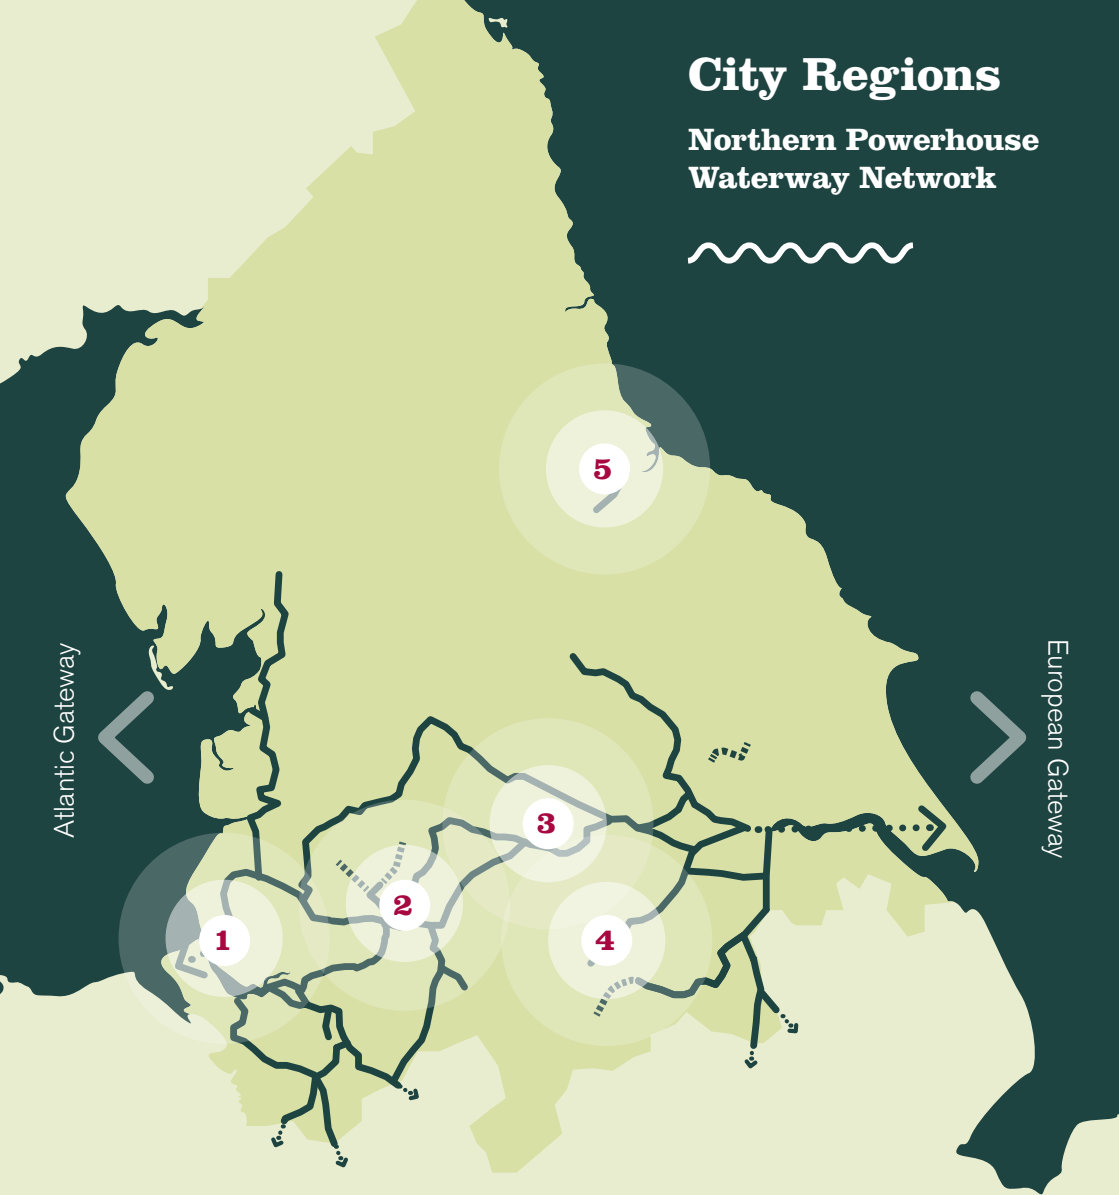 City Regions
Northern Powerhouse
Waterway Network
5
Atlantic Gateway
European Gateway
3
2
1
4